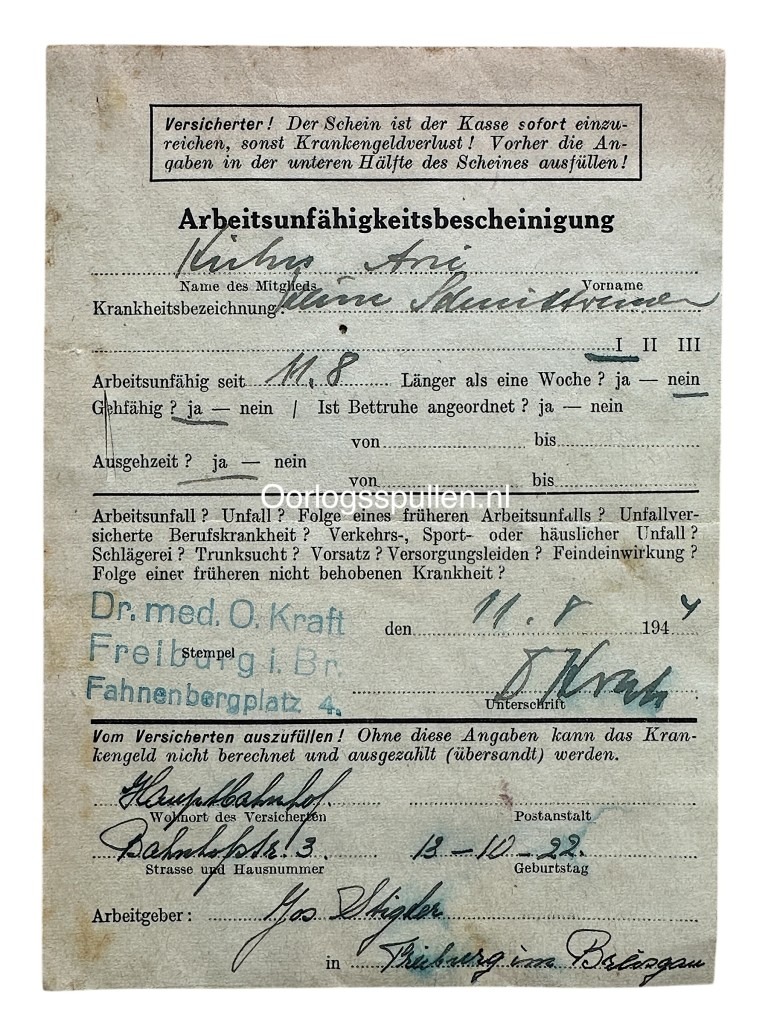 Versicherter! Der Schein ist der Kasse sofort einzu-
reichen, sonst Krankengeldverlust! Vorher die An-
gaben in der unteren Hälfte des Scheines ausfüllen!
Arbeitsunfähigkeitsbescheinigung
Arie
Name des Mitglieds Vorname
Krankheitsbezeichnung:
I II III
Arbeitsunfähig seit 11.8 Länger als eine Woche? ja — nein
Gehfähig? ja — nein / Ist Bettruhe angeordnet? ja — nein
von bis
Ausgehzeit? ja — nein
von bis
Oorlogsspullen.nl
Arbeitsunfall? Unfall? Folge eines früheren Arbeitsunfalls? Unfallver-
sicherte Berufskrankheit? Verkehrs-, Sport- oder häuslicher Unfall?
Schlägerei? Trunksucht? Vorsatz? Versorgungsleiden? Feindeinwirkung?
Folge einer früheren nicht behobenen Krankheit?
Dr. med. O. Kraft
Freiburg i. Br.
Fahnenbergplatz 4.
Stempel
den 11.8 1944
O Kraft
Unterschrift
Vom Versicherten auszufüllen! Ohne diese Angaben kann das Kran-
kengeld nicht berechnet und ausgezahlt (übersandt) werden.
Hauptbahnhof.
Wohnort des Versicherten Postanstalt
Bahnhofstr. 3. 13-10-22.
Strasse und Hausnummer Geburtstag
Arbeitgeber: Jos Stigler
in Freiburg im Breisgau